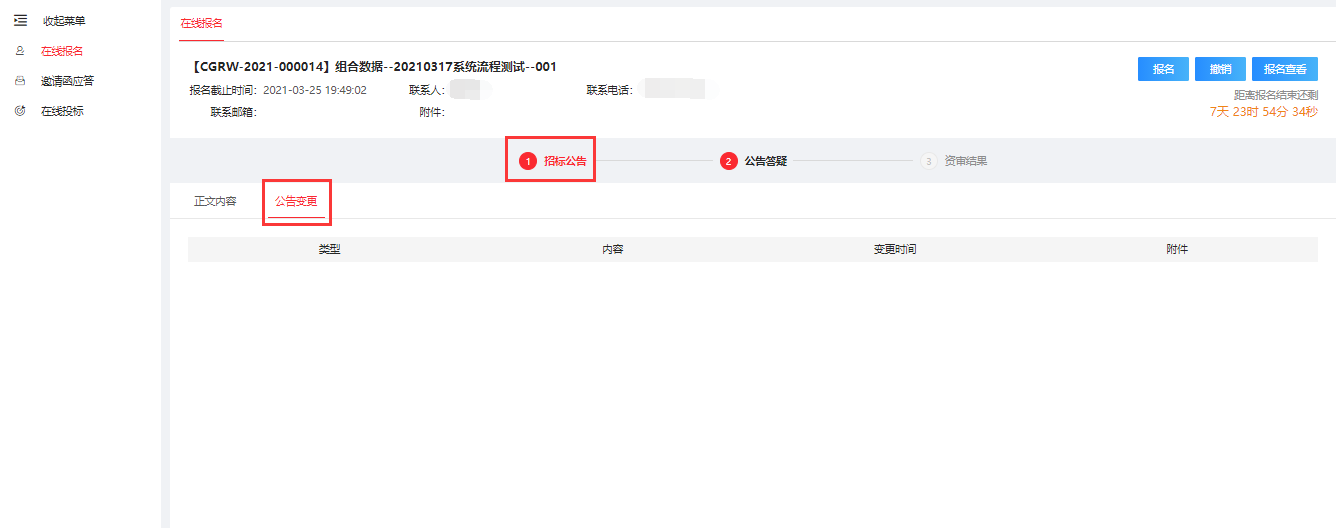 收起菜单
在线报名
邀请函应答
在线投标
在线报名
【CGRW-2021-000014】组合数据--20210317系统流程测试--001
报名 撤销 报名查看
报名截止时间：2021-03-25 19:49:02 联系人： 联系电话：
距离报名结束还剩
联系邮箱： 附件：
7天 23时 54分 34秒
1 招标公告 2 公告答疑 3 资审结果
正文内容 公告变更
类型 内容 变更时间 附件